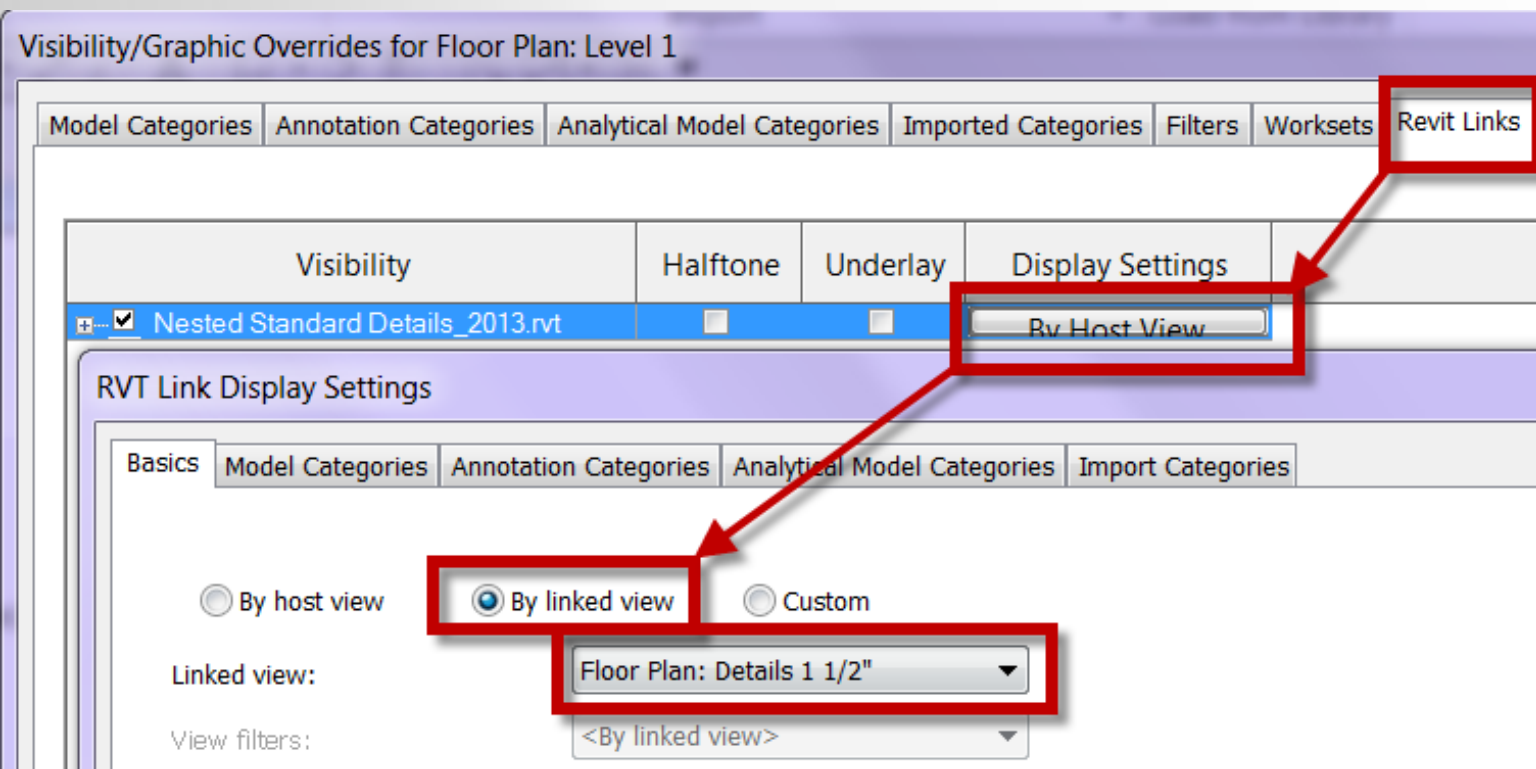 Visibility/Graphic Overrides for Floor Plan: Level 1
Model Categories Annotation Categories Analytical Model Categories Imported Categories Filters Worksets Revit Links
Visibility Halftone Underlay Display Settings
Nested Standard Details_2013.rvt By Host View
RVT Link Display Settings
Basics Model Categories Annotation Categories Analytical Model Categories Import Categories
By host view By linked view Custom
Linked view: Floor Plan: Details 1 1/2"
View filters: <By linked view>